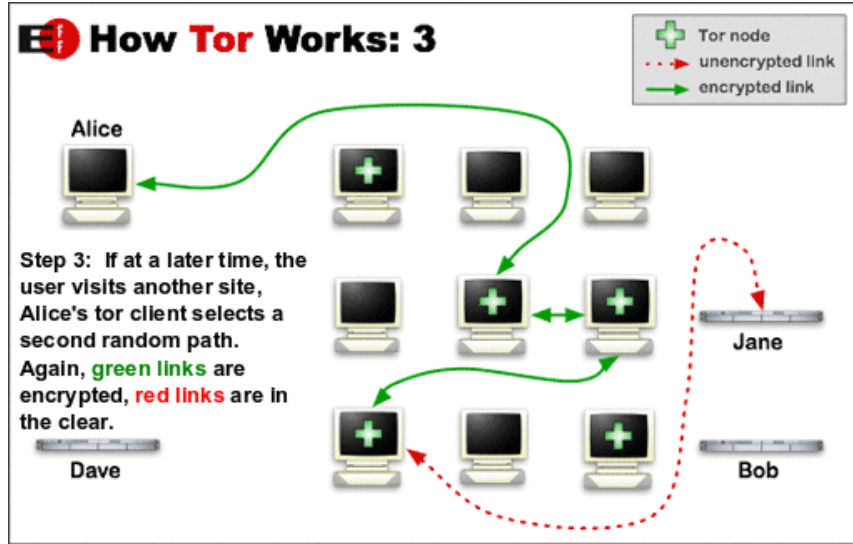 EFF How Tor Works: 3
Tor node
unencrypted link
encrypted link
Alice
Step 3: If at a later time, the
user visits another site,
Alice's tor client selects a
second random path.
Again, green links are
encrypted, red links are in
the clear.
Jane
Dave
Bob